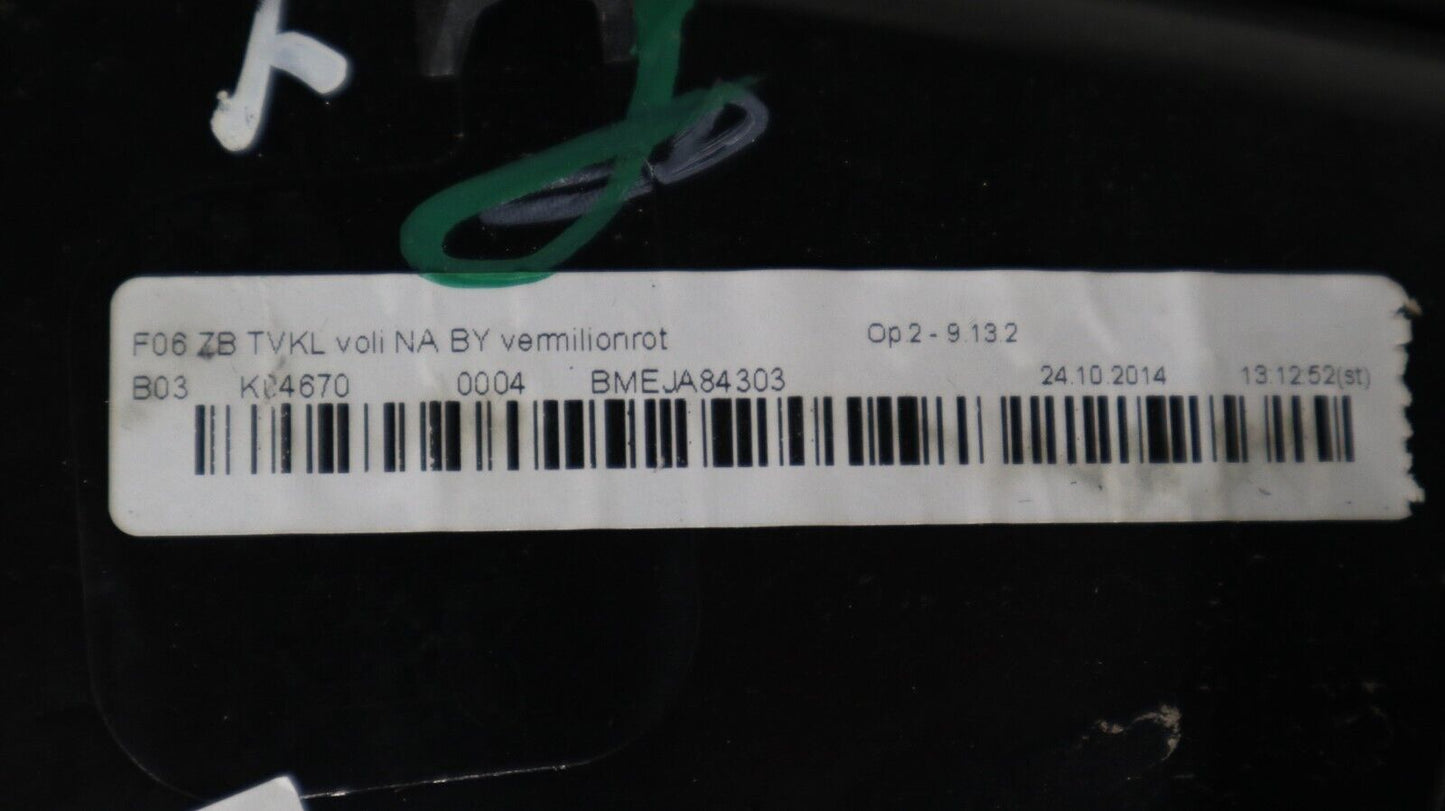 F06 ZB TVKL voli NA BY vermilionrot Op.2 - 9.13.2
B03 K04670 0004 BMEJA84303 24.10.2014 13:12:52(st)